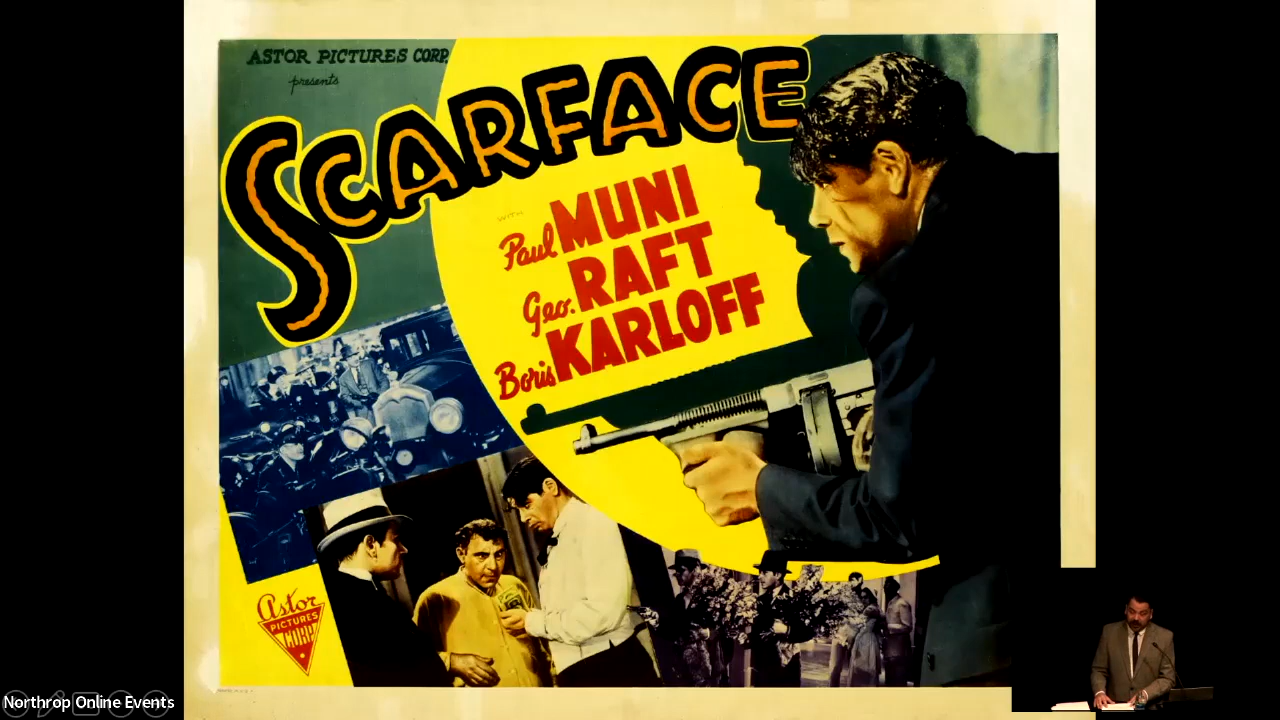 ASTOR PICTURES CORP.
presents
SCARFACE
WITH
Paul MUNI
Geo. RAFT
Boris KARLOFF
Astor
PICTURES
CORP.
Northrop Online Events